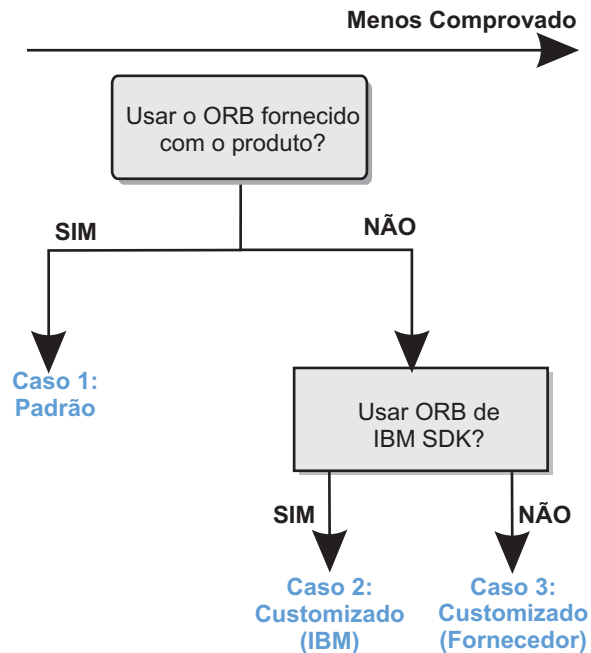 Menos Comprovado
Usar o ORB fornecido
com o produto?
SIM
NÃO
Caso 1:
Padrão
Usar ORB de
IBM SDK?
SIM
NÃO
Caso 2:
Customizado
(IBM)
Caso 3:
Customizado
(Fornecedor)